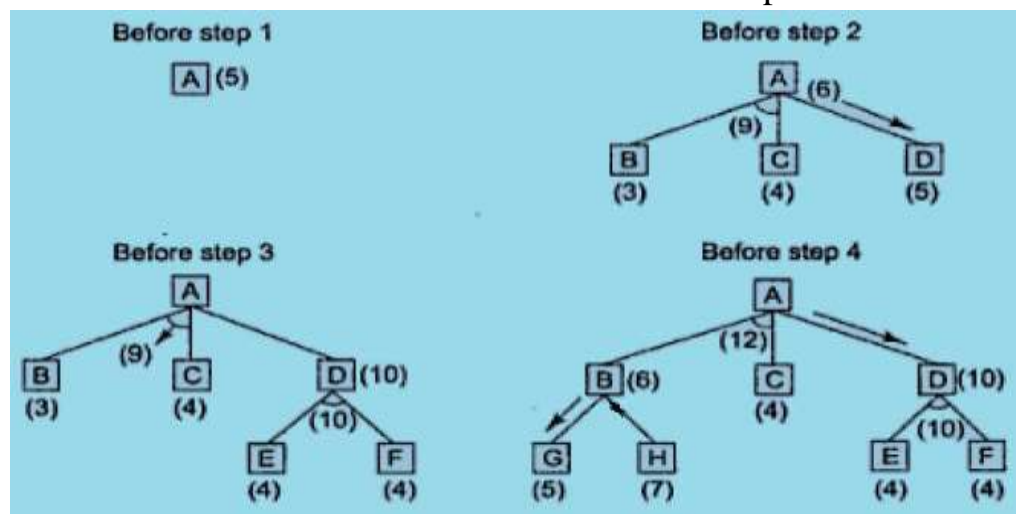 Before step 1
A (5)
Before step 2
A
(6)
(9)
B C D
(3) (4) (5)
Before step 3
A
(9)
B C D (10)
(3) (4)
(10)
E F
(4) (4)
Before step 4
A
(12)
B (6) C D (10)
(4)
(10)
G H E F
(5) (7) (4) (4)